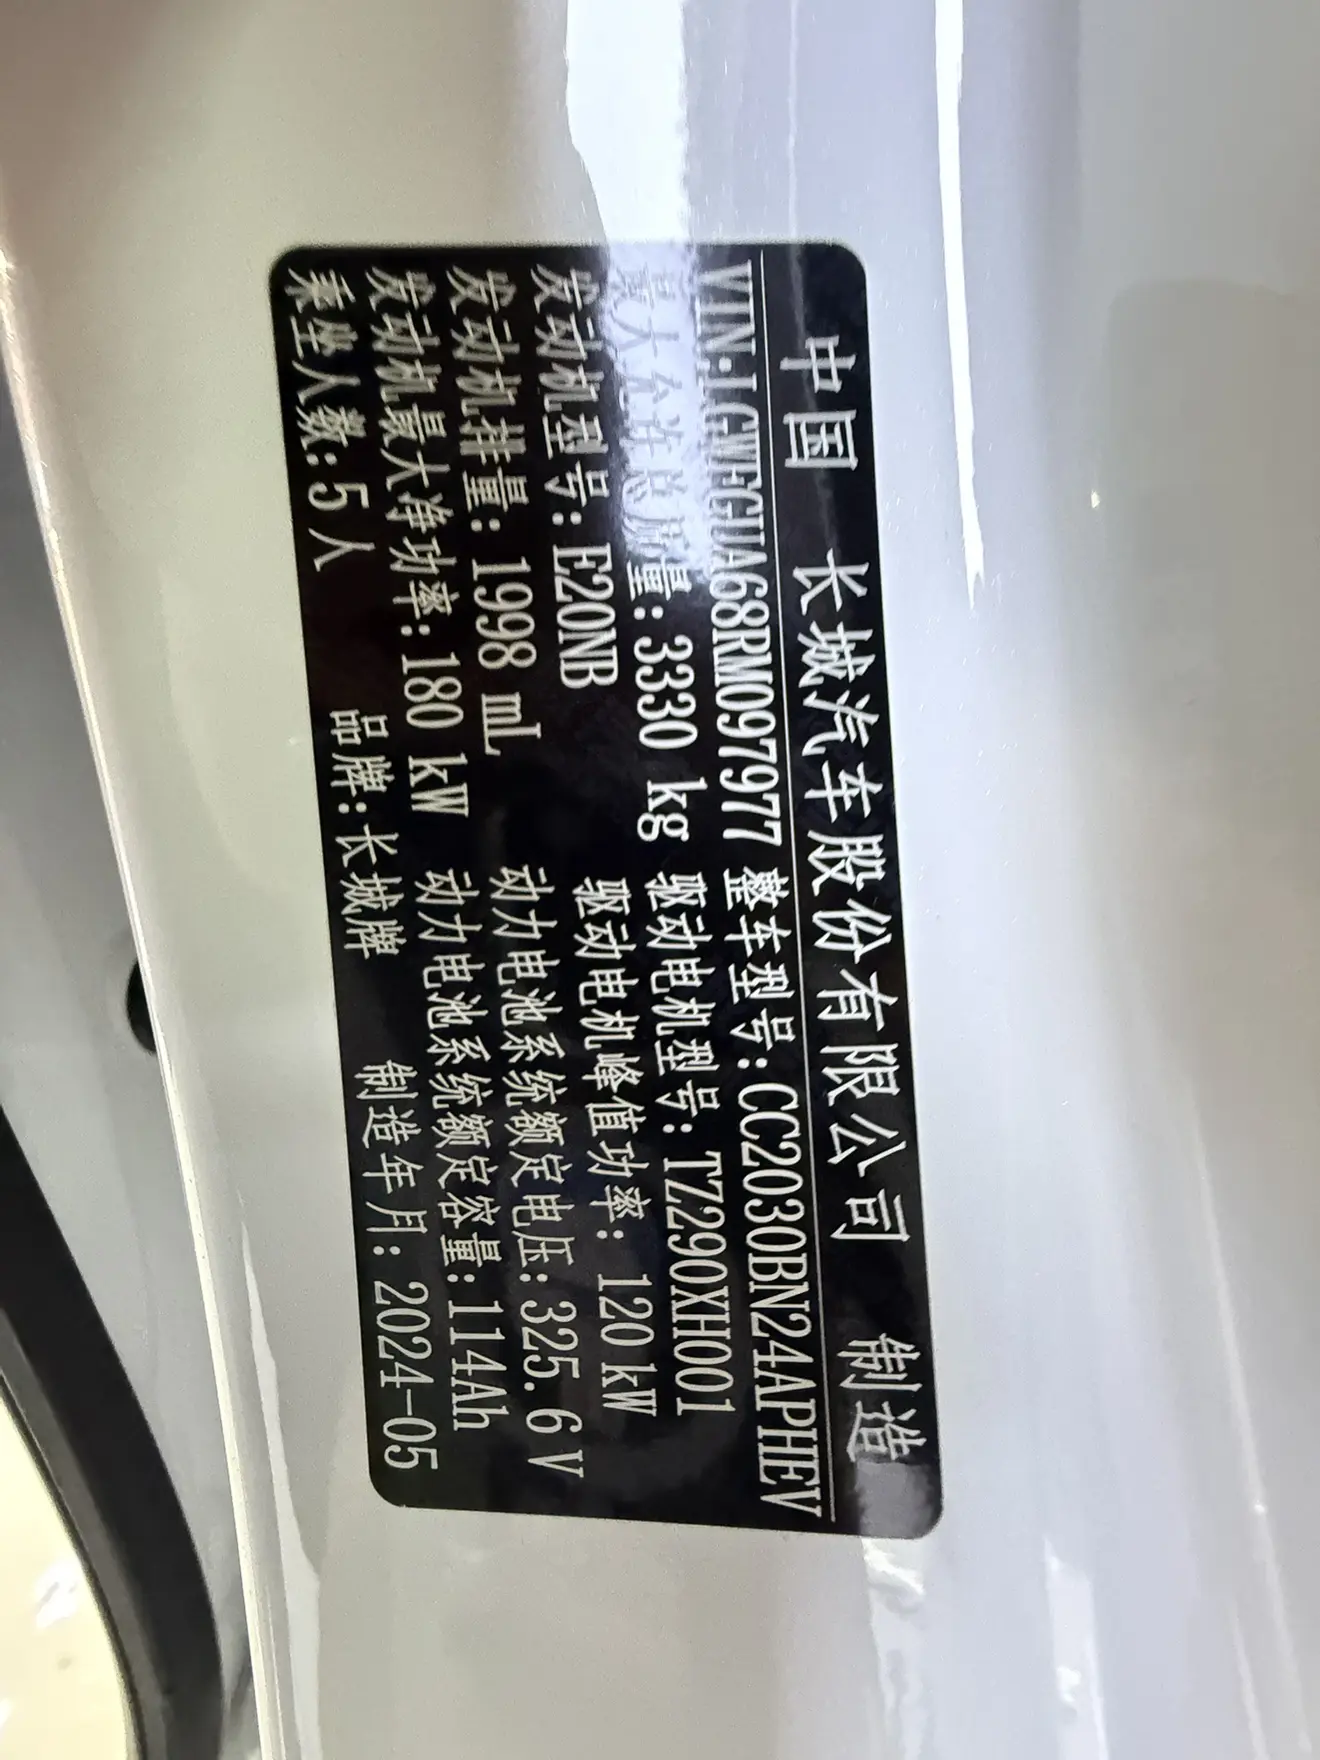 中国 长城汽车股份有限公司 制造
VIN:LGWFGUA68RM097977 整车型号:CC2030BN24APHEV
最大允许总质量:3330 kg 驱动电机型号:TZ290XH001
发动机型号:E20NB 驱动电机峰值功率:120kW
发动机排量:1998 mL 动力电池系统额定电压:325.6V
发动机最大净功率:180 kW 动力电池系统额定容量:114Ah
乘坐人数:5人 品牌:长城牌 制造年月:2024-05